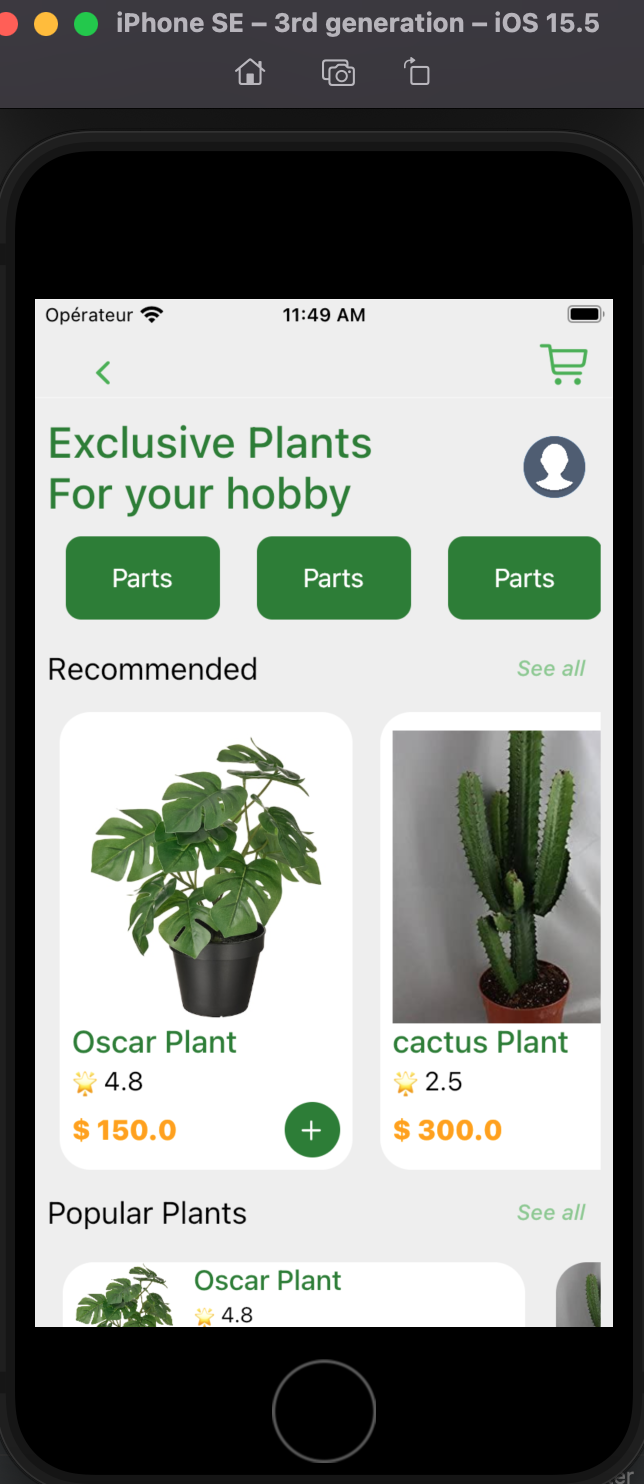 iPhone SE – 3rd generation – iOS 15.5
Opérateur 11:49 AM
Exclusive Plants
For your hobby
Parts Parts Parts
Recommended See all
Oscar Plant cactus Plant
4.8 2.5
$ 150.0 + $ 300.0
Popular Plants See all
Oscar Plant
4.8